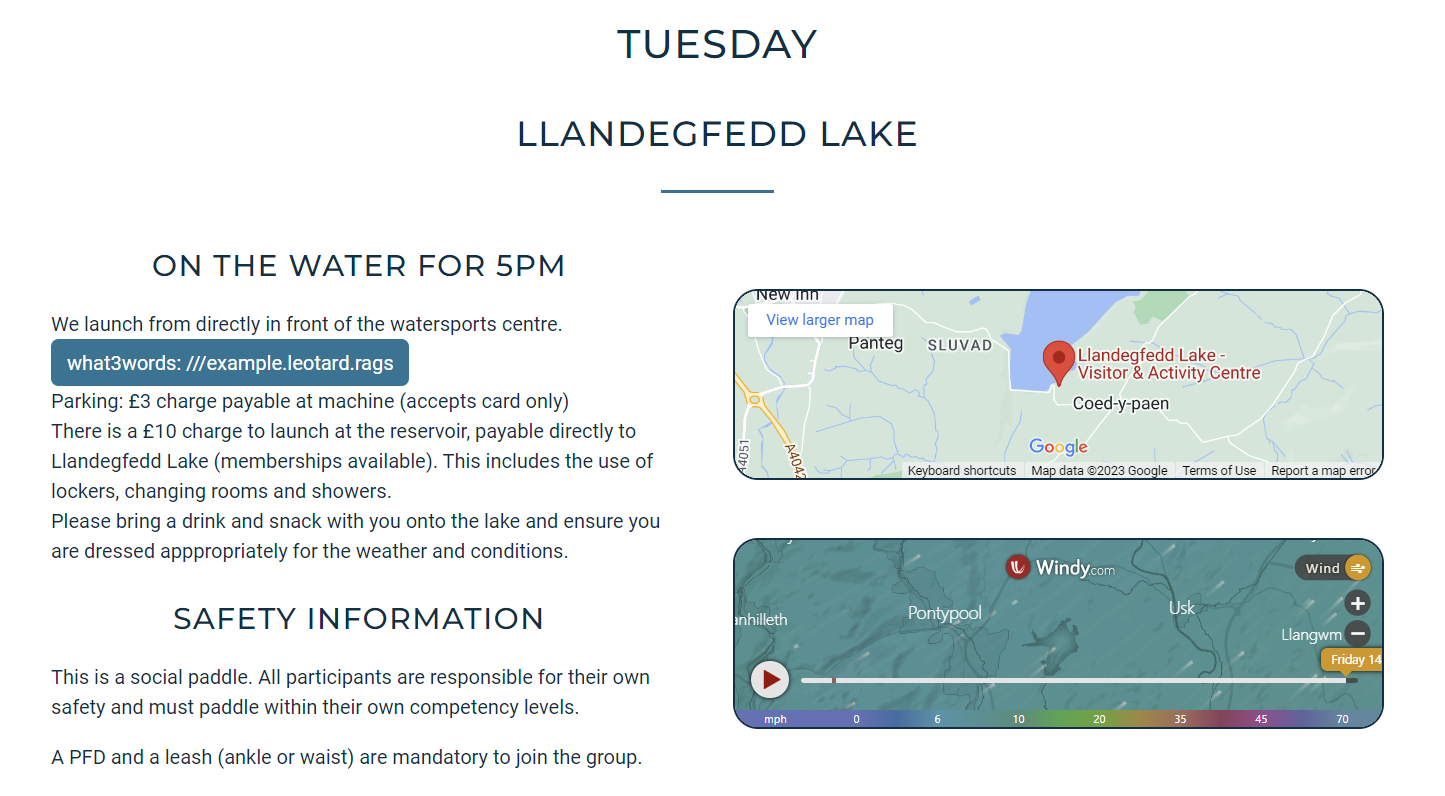 TUESDAY
LLANDEGFEDD LAKE
ON THE WATER FOR 5PM
We launch from directly in front of the watersports centre.
what3words: ///example.leotard.rags
Parking: £3 charge payable at machine (accepts card only)
There is a £10 charge to launch at the reservoir, payable directly to
Llandegfedd Lake (memberships available). This includes the use of
lockers, changing rooms and showers.
Please bring a drink and snack with you onto the lake and ensure you
are dressed apppropriately for the weather and conditions.
SAFETY INFORMATION
This is a social paddle. All participants are responsible for their own
safety and must paddle within their own competency levels.
A PFD and a leash (ankle or waist) are mandatory to join the group.
New Inn
View larger map
Panteg
SLUVAD
Llandegfedd Lake -
Visitor & Activity Centre
Coed-y-paen
A4051
A4042
Google
Keyboard shortcuts Map data ©2023 Google Terms of Use Report a map error
Windy.com
Wind
Pontypool
Usk
anhilleth
Llangwm
+
−
Friday 14
mph 0 6 10 20 35 45 70